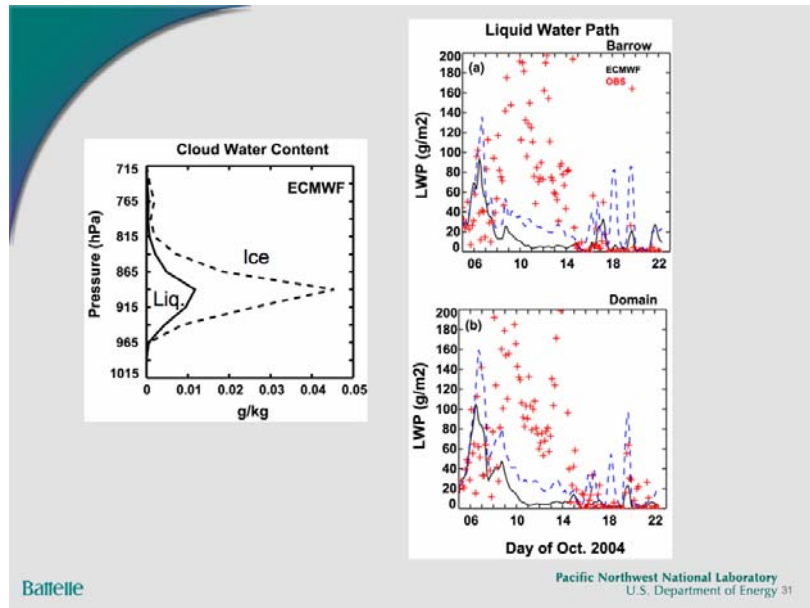 Cloud Water Content
ECMWF
Ice
Liq.
Pressure (hPa)
715
765
815
865
915
965
1015
0
0.01
0.02
0.03
0.04
0.05
g/kg
Liquid Water Path
Barrow
(a)
ECMWF
OBS
LWP (g/m2)
200
180
160
140
120
100
80
60
40
20
0
06
10
14
18
22
Domain
(b)
LWP (g/m2)
200
180
160
140
120
100
80
60
40
20
0
06
10
14
18
22
Day of Oct. 2004
Battelle
Pacific Northwest National Laboratory
U.S. Department of Energy 31